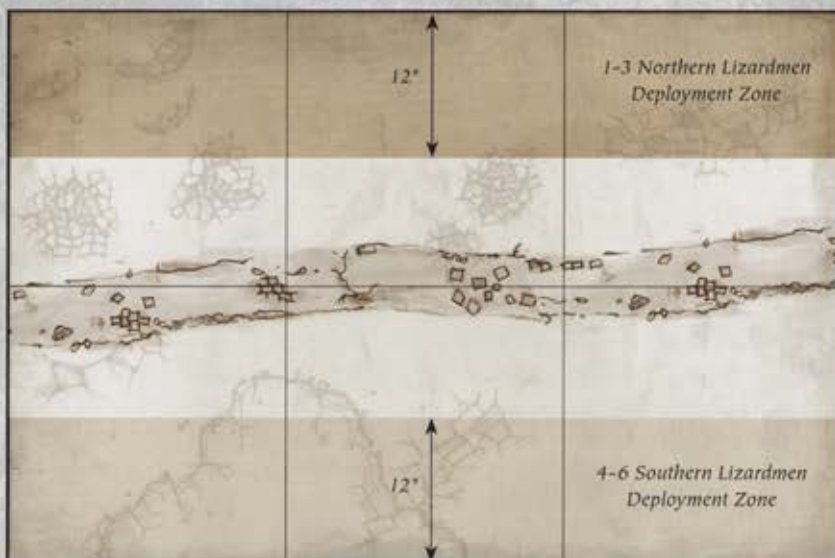 12"
1-3 Northern Lizardmen
Deployment Zone
12"
4-6 Southern Lizardmen
Deployment Zone